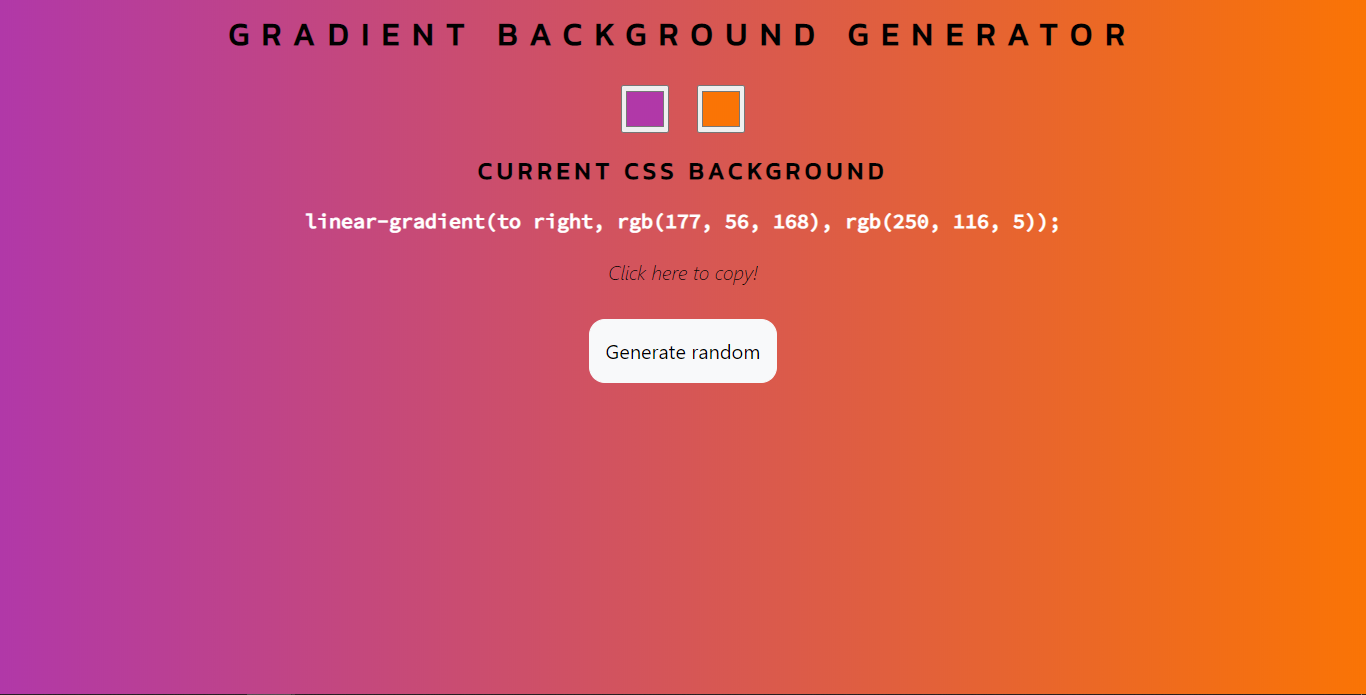 GRADIENT BACKGROUND GENERATOR
CURRENT CSS BACKGROUND
linear-gradient(to right, rgb(177, 56, 168), rgb(250, 116, 5));
Click here to copy!
Generate random